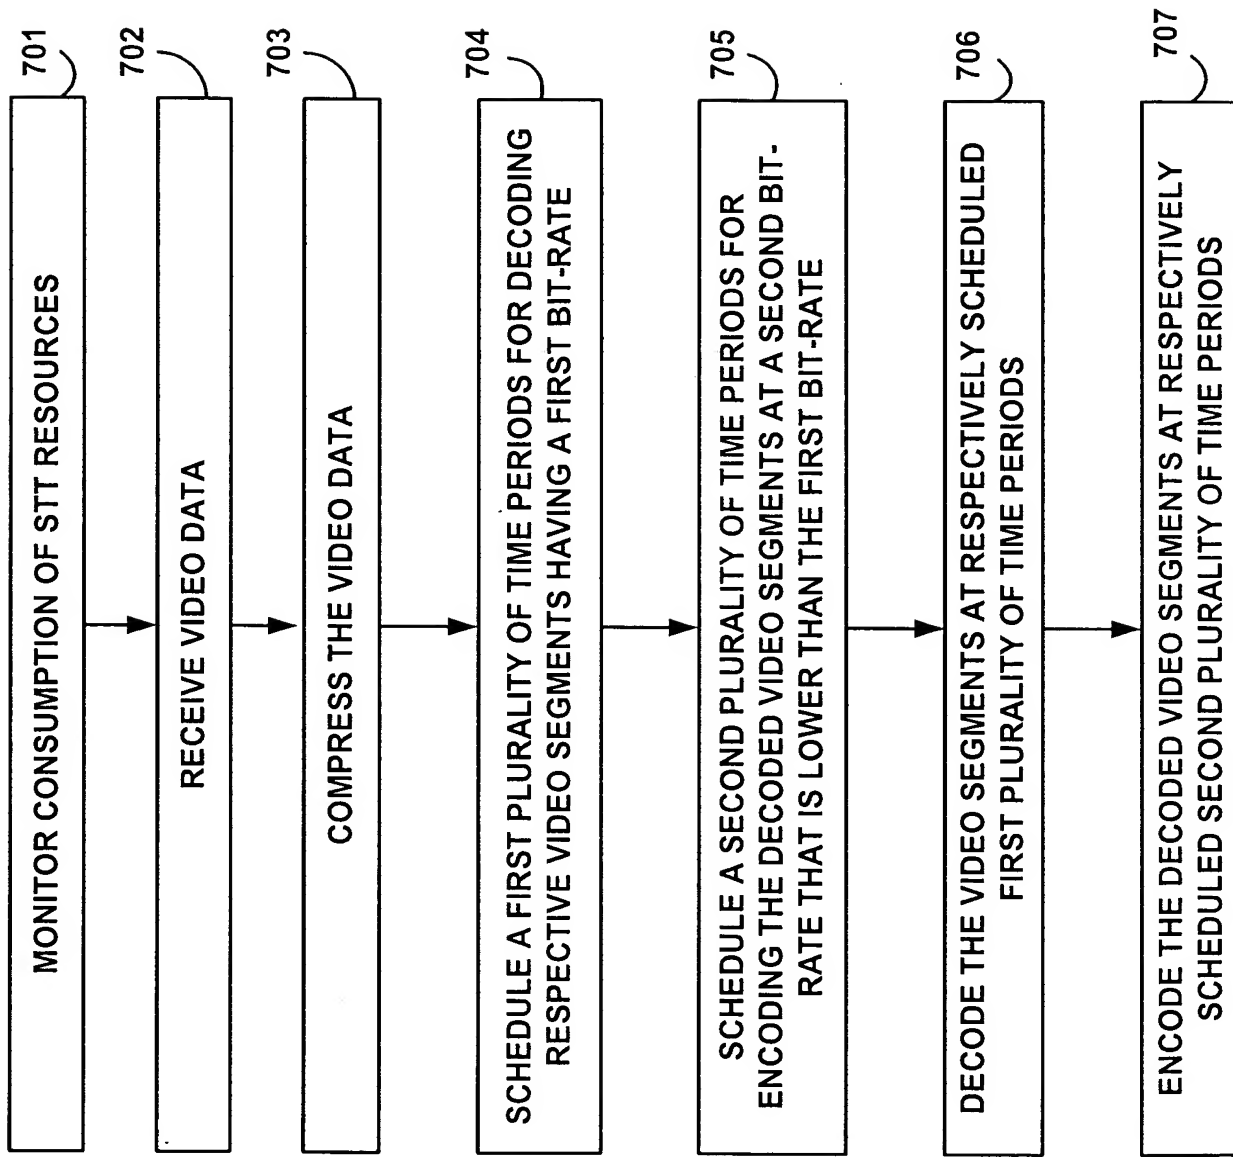 701
MONITOR CONSUMPTION OF STT RESOURCES
702
RECEIVE VIDEO DATA
703
COMPRESS THE VIDEO DATA
704
SCHEDULE A FIRST PLURALITY OF TIME PERIODS FOR DECODING
RESPECTIVE VIDEO SEGMENTS HAVING A FIRST BIT-RATE
705
SCHEDULE A SECOND PLURALITY OF TIME PERIODS FOR
ENCODING THE DECODED VIDEO SEGMENTS AT A SECOND BIT-
RATE THAT IS LOWER THAN THE FIRST BIT-RATE
706
DECODE THE VIDEO SEGMENTS AT RESPECTIVELY SCHEDULED
FIRST PLURALITY OF TIME PERIODS
707
ENCODE THE DECODED VIDEO SEGMENTS AT RESPECTIVELY
SCHEDULED SECOND PLURALITY OF TIME PERIODS